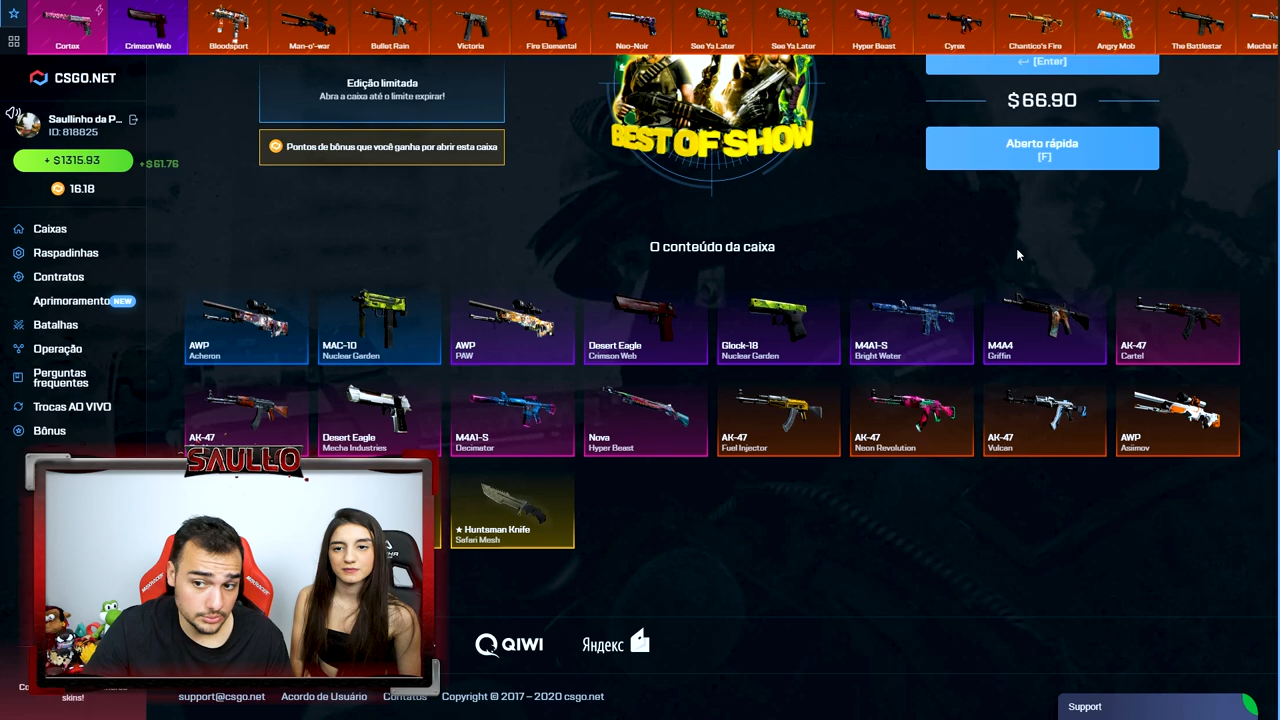 Cortex
Crimson Web
Bloodsport
Man-o'-war
Bullet Rain
Victoria
Fire Elemental
Neo-Noir
See Ya Later
See Ya Later
Hyper Beast
Cyrex
Chantico's Fire
Angry Mob
The Battlestar
Mecha In
CSGO.NET
Saullinho da P...
ID: 818825
+ $1315.93
+$61.76
16.18
Caixas
Raspadinhas
Contratos
Aprimoramento NEW
Batalhas
Operação
Perguntas
frequentes
Trocas AO VIVO
Bônus
Edição limitada
Abra a caixa até o limite expirar!
Pontos de bônus que você ganha por abrir esta caixa
BEST OF SHOW
[Enter]
$66.90
Aberto rápida
[F]
O conteúdo da caixa
AWP
Acheron
MAC-10
Nuclear Garden
AWP
PAW
Desert Eagle
Crimson Web
Glock-18
Nuclear Garden
M4A1-S
Bright Water
M4A4
Griffin
AK-47
Cartel
AK-47
Desert Eagle
Mecha Industries
M4A1-S
Decimator
Nova
Hyper Beast
AK-47
Fuel Injector
AK-47
Neon Revolution
AK-47
Vulcan
AWP
Asiimov
★ Huntsman Knife
Safari Mesh
SAULLO
QIWI
Яндекс
skins!
support@csgo.net
Acordo de Usuário
Contatos
Copyright © 2017 – 2020 csgo.net
Support